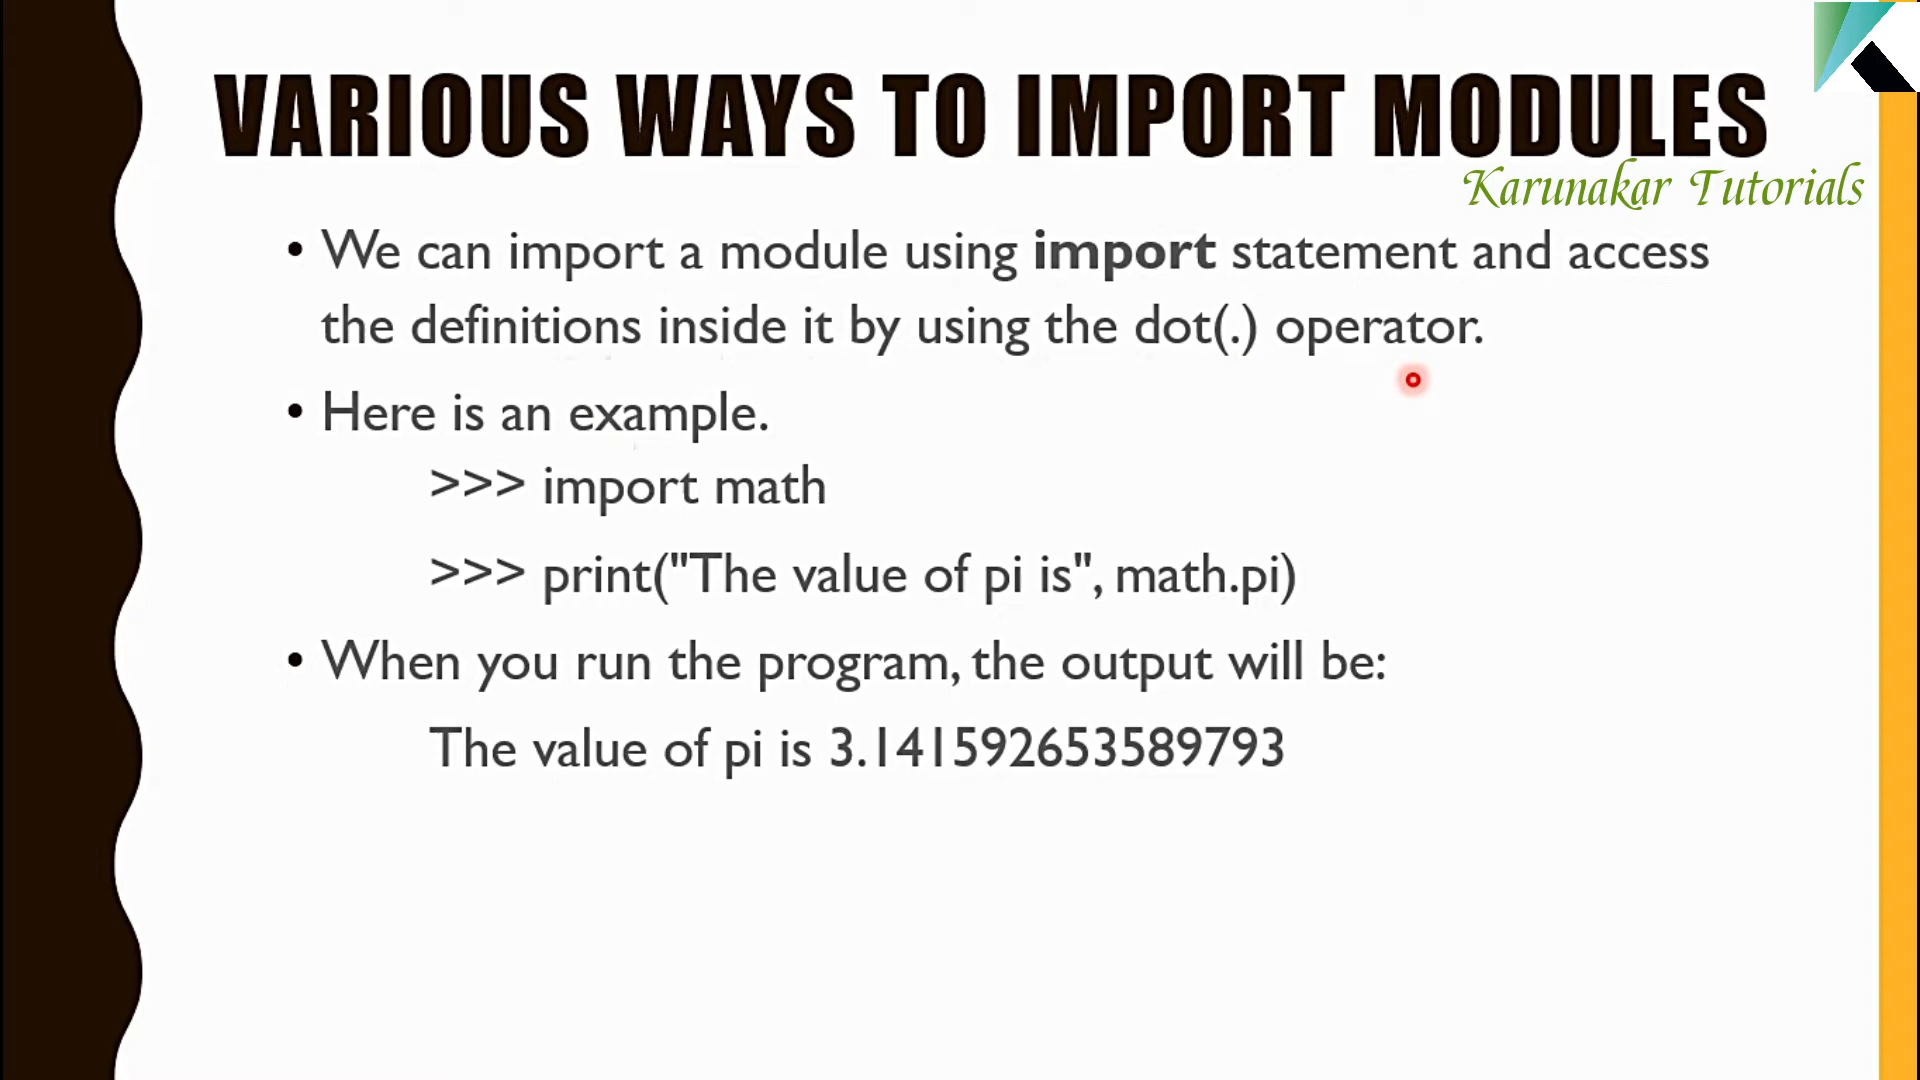 VARIOUS WAYS TO IMPORT MODULES
Karunakar Tutorials
• We can import a module using import statement and access
the definitions inside it by using the dot(.) operator.
• Here is an example.
>>> import math
>>> print("The value of pi is", math.pi)
• When you run the program, the output will be:
The value of pi is 3.141592653589793